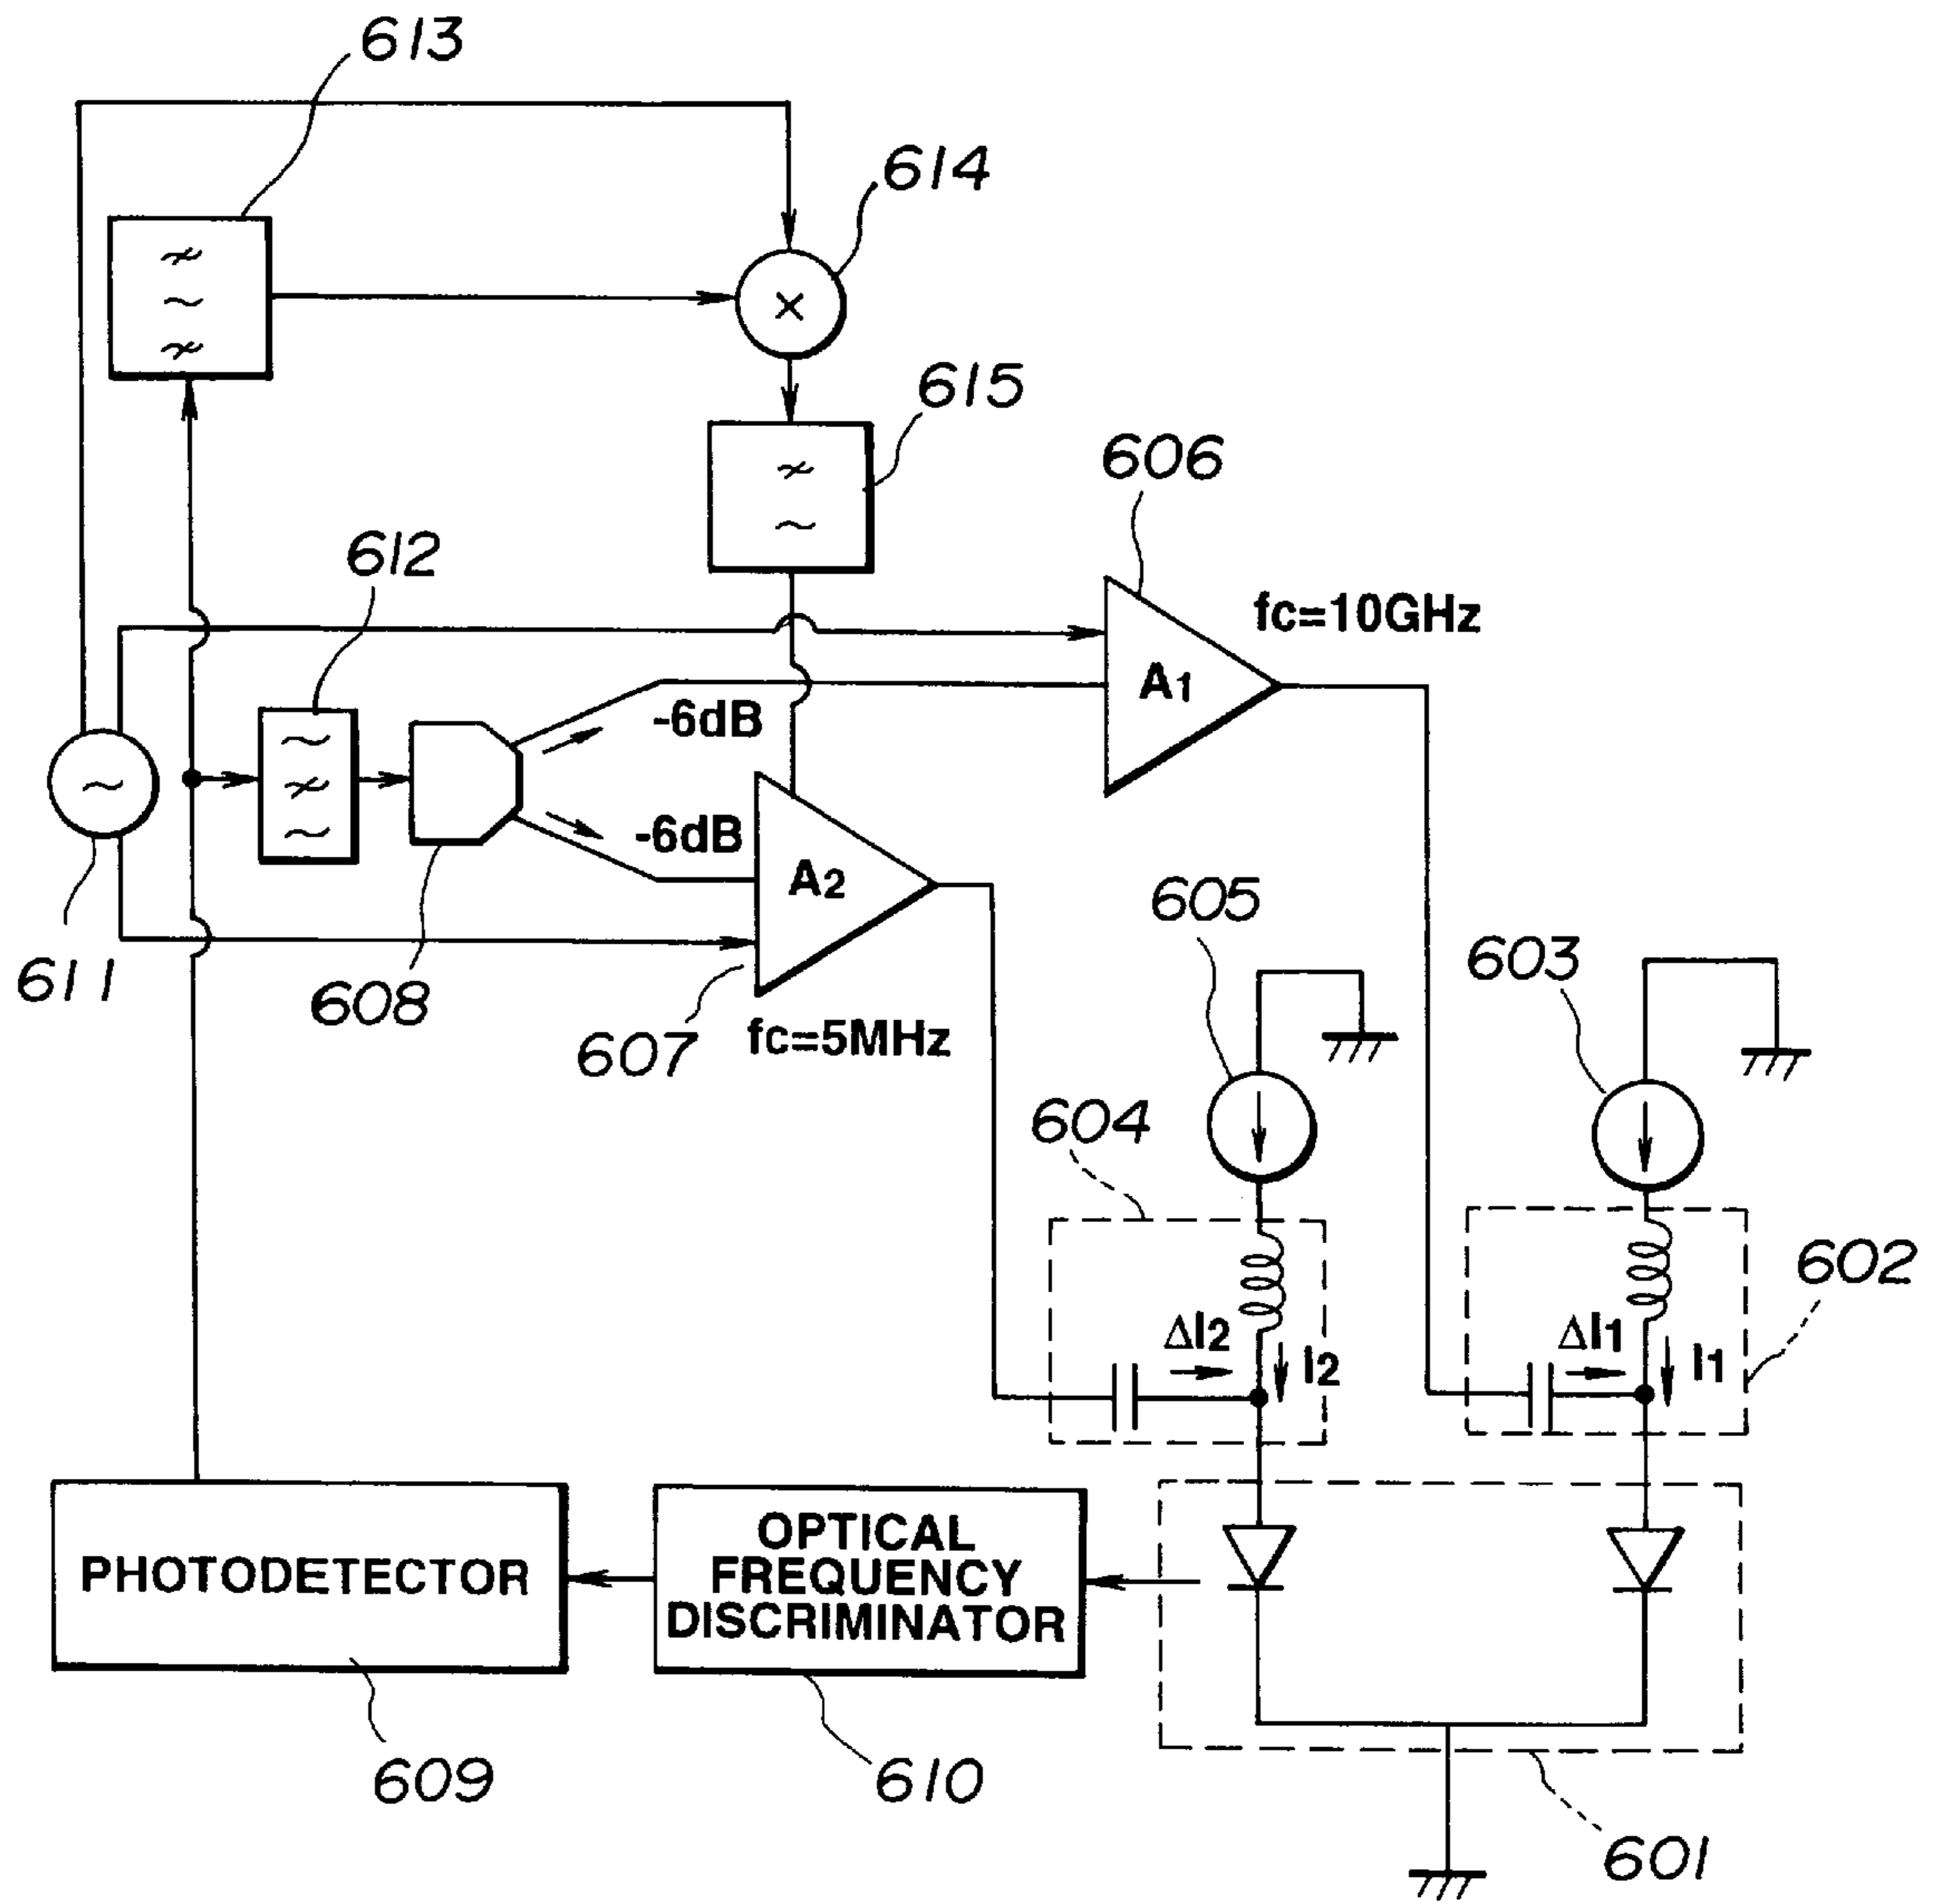 613
614
615
606
fc=10GHz
612
A1
-6dB
-6dB
A2
605
603
611
608
607
fc=5MHz
604
602
ΔI2
I2
ΔI1
I1
PHOTODETECTOR
OPTICAL
FREQUENCY
DISCRIMINATOR
609
610
601